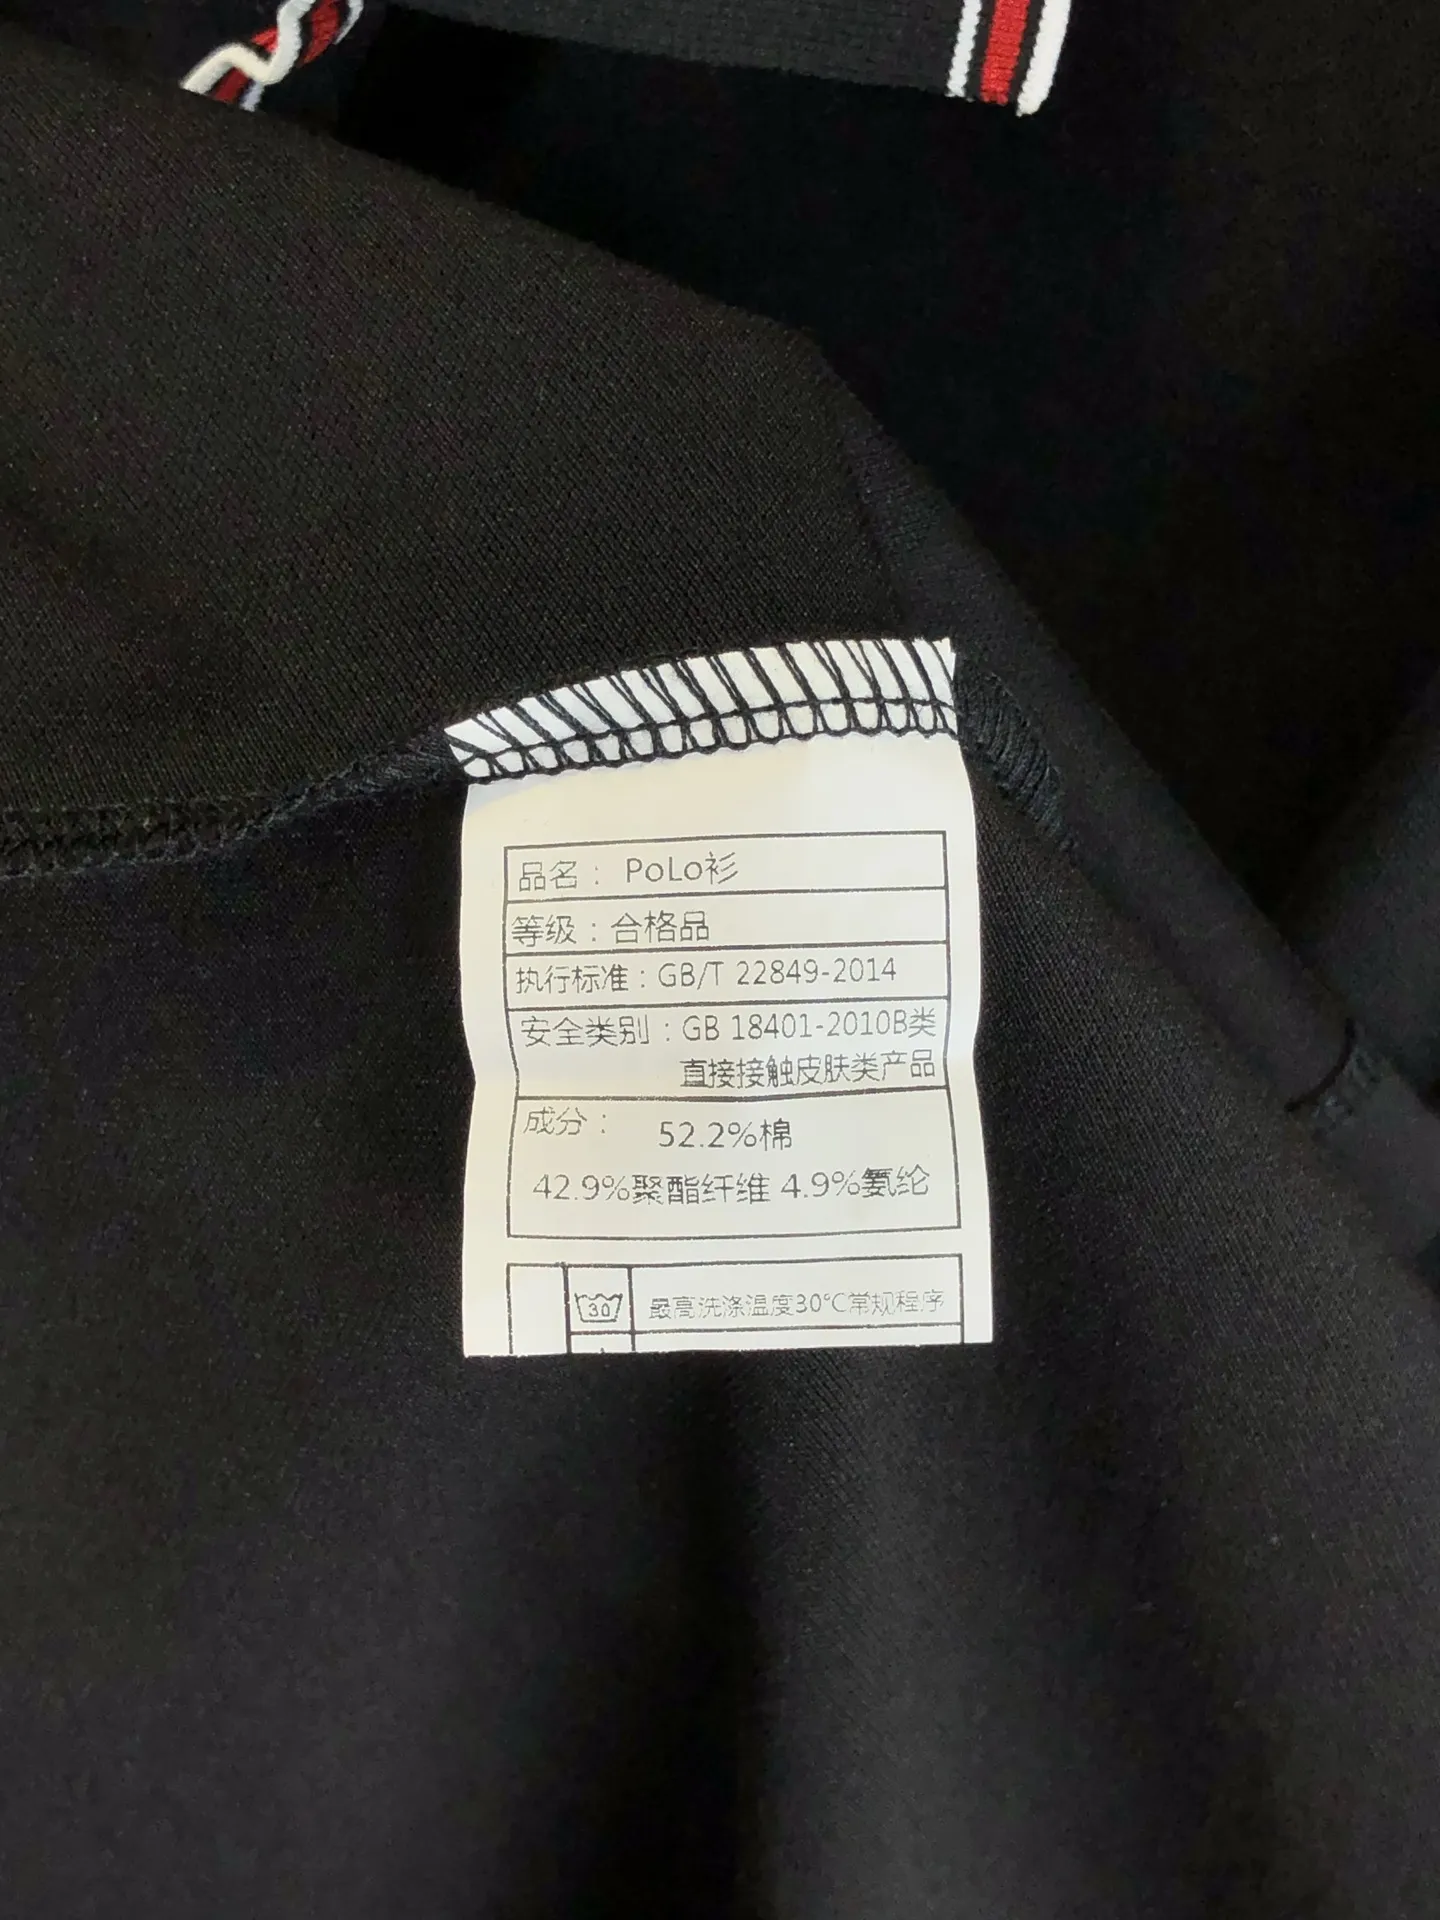 品名： PoLo衫
等级：合格品
执行标准：GB/T 22849-2014
安全类别：GB 18401-2010B类
直接接触皮肤类产品
成分： 52.2%棉
42.9%聚酯纤维 4.9%氨纶
30 最高洗涤温度30℃常规程序